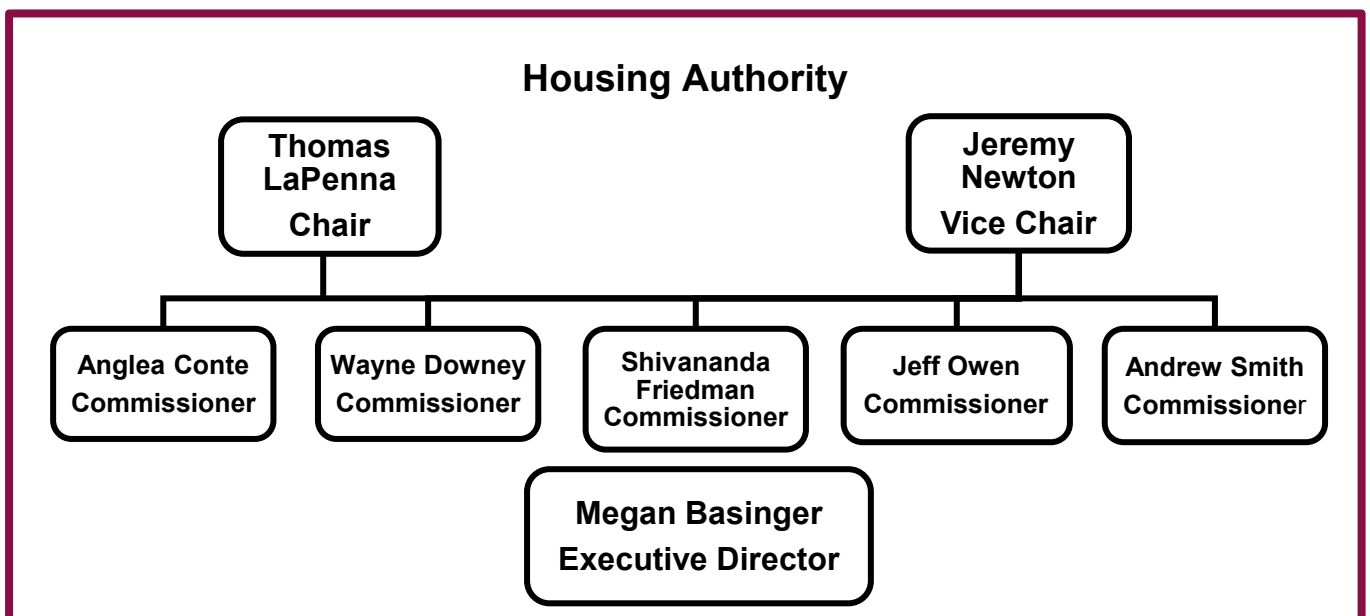 Housing Authority
Thomas
LaPenna
Chair
Jeremy
Newton
Vice Chair
Anglea Conte
Commissioner
Wayne Downey
Commissioner
Shivananda
Friedman
Commissioner
Jeff Owen
Commissioner
Andrew Smith
Commissioner
Megan Basinger
Executive Director